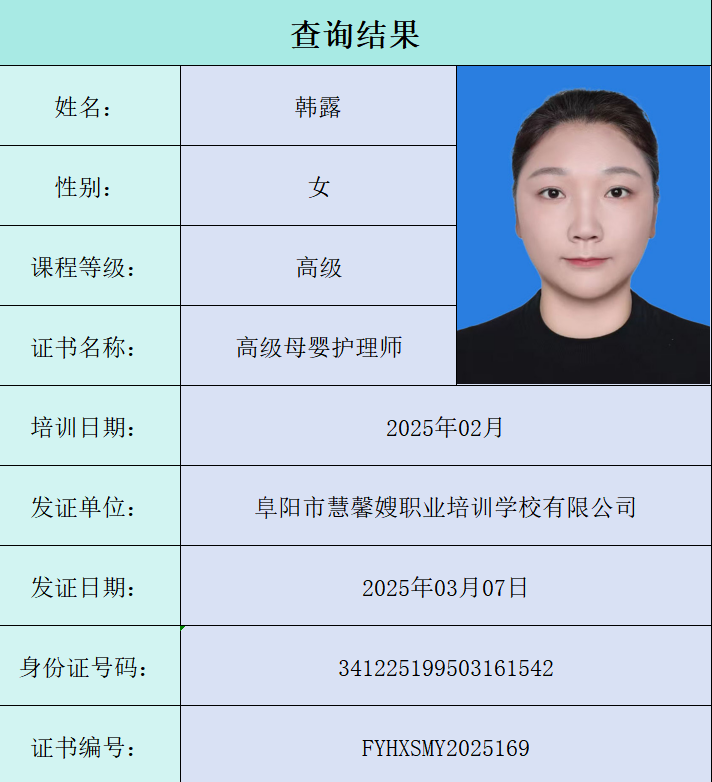 查询结果
姓名： 韩露
性别： 女
课程等级： 高级
证书名称： 高级母婴护理师
培训日期： 2025年02月
发证单位： 阜阳市慧馨嫂职业培训学校有限公司
发证日期： 2025年03月07日
身份证号码： 341225199503161542
证书编号： FYHXSMY2025169